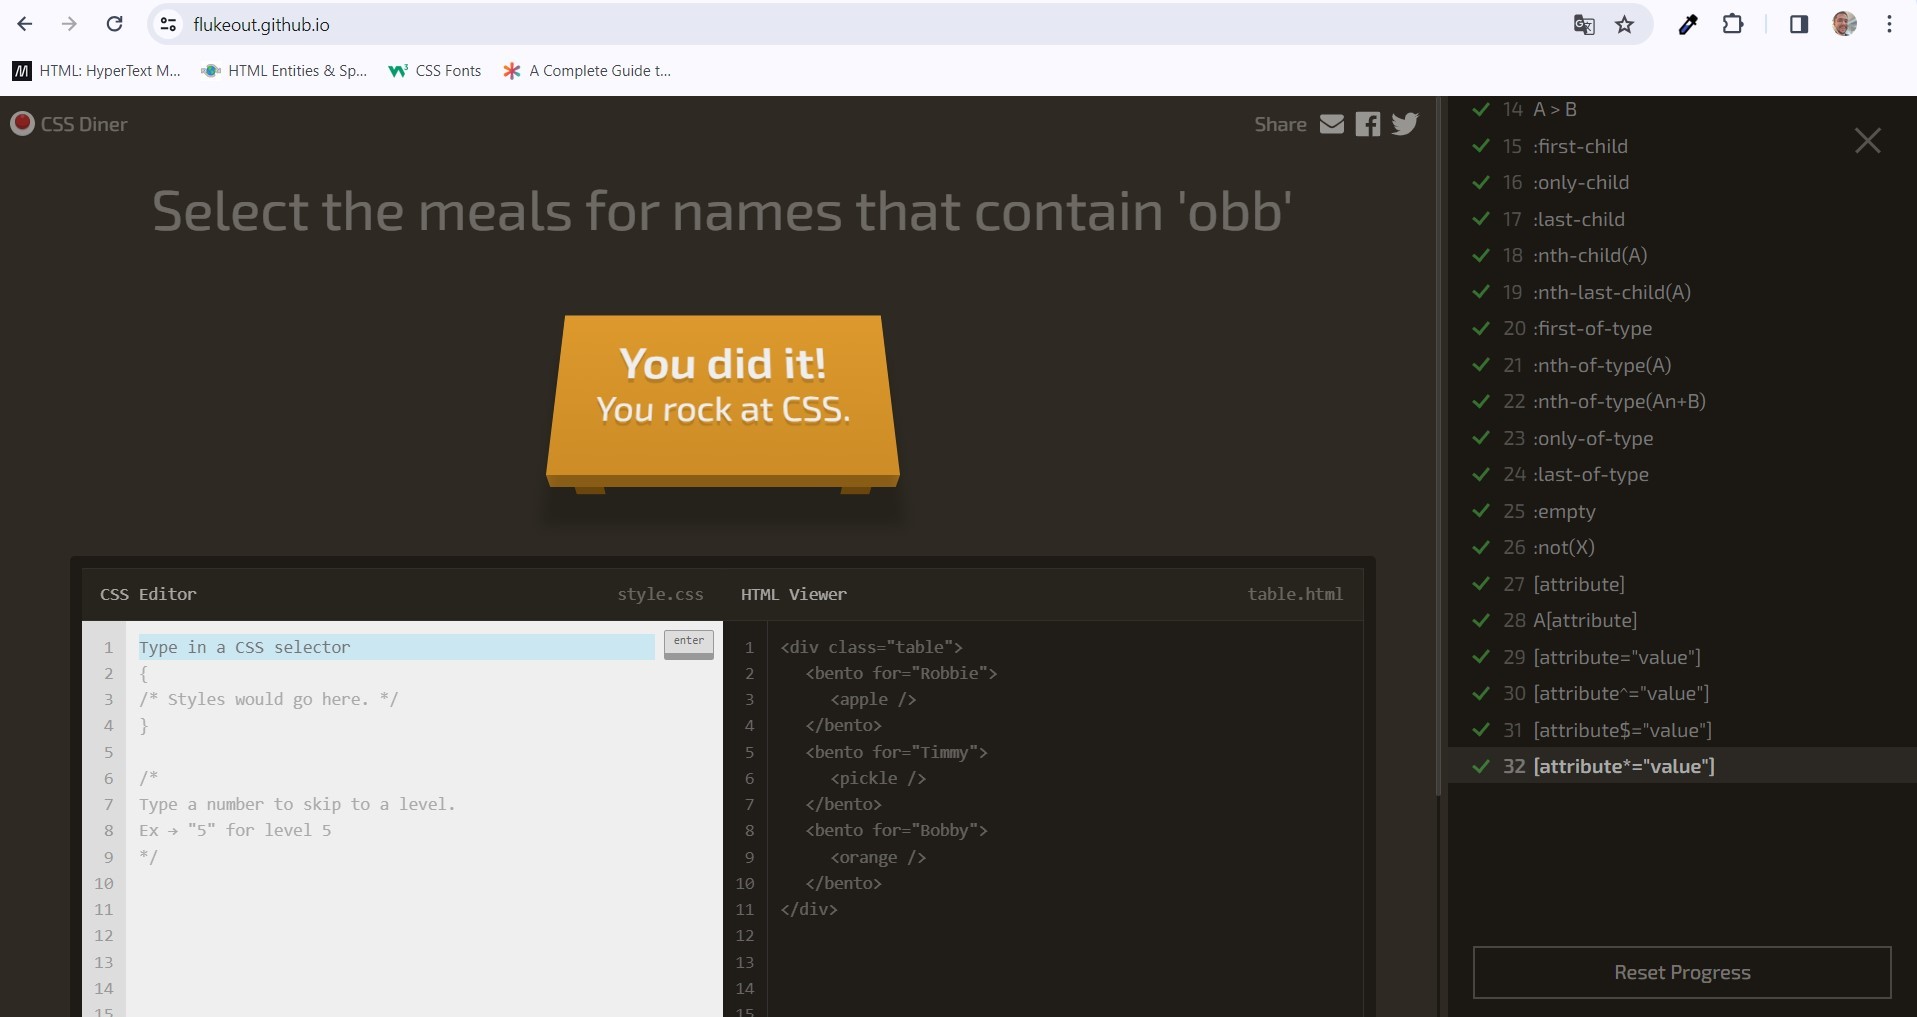 flukeout.github.io
HTML: HyperText M...
HTML Entities & Sp...
CSS Fonts
A Complete Guide t...
CSS Diner
Share
Select the meals for names that contain 'obb'
You did it!
You rock at CSS.
CSS Editor
style.css
1 Type in a CSS selector
enter
2 {
3 /* Styles would go here. */
4 }
5
6 /*
7 Type a number to skip to a level.
8 Ex → "5" for level 5
9 */
10
11
12
13
14
15
HTML Viewer
table.html
1 <div class="table">
2 <bento for="Robbie">
3 <apple />
4 </bento>
5 <bento for="Timmy">
6 <pickle />
7 </bento>
8 <bento for="Bobby">
9 <orange />
10 </bento>
11 </div>
12
13
14
15
14 A > B
15 :first-child
16 :only-child
17 :last-child
18 :nth-child(A)
19 :nth-last-child(A)
20 :first-of-type
21 :nth-of-type(A)
22 :nth-of-type(An+B)
23 :only-of-type
24 :last-of-type
25 :empty
26 :not(X)
27 [attribute]
28 A[attribute]
29 [attribute="value"]
30 [attribute^="value"]
31 [attribute$="value"]
32 [attribute*="value"]
Reset Progress